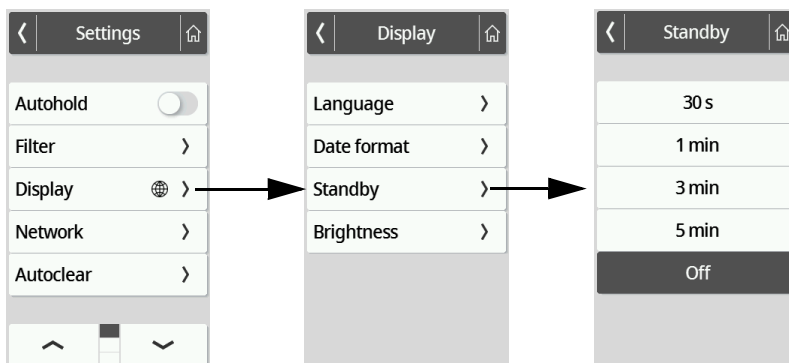 Settings
Autohold
Filter
Display
Network
Autoclear
Display
Language
Date format
Standby
Brightness
Standby
30 s
1 min
3 min
5 min
Off